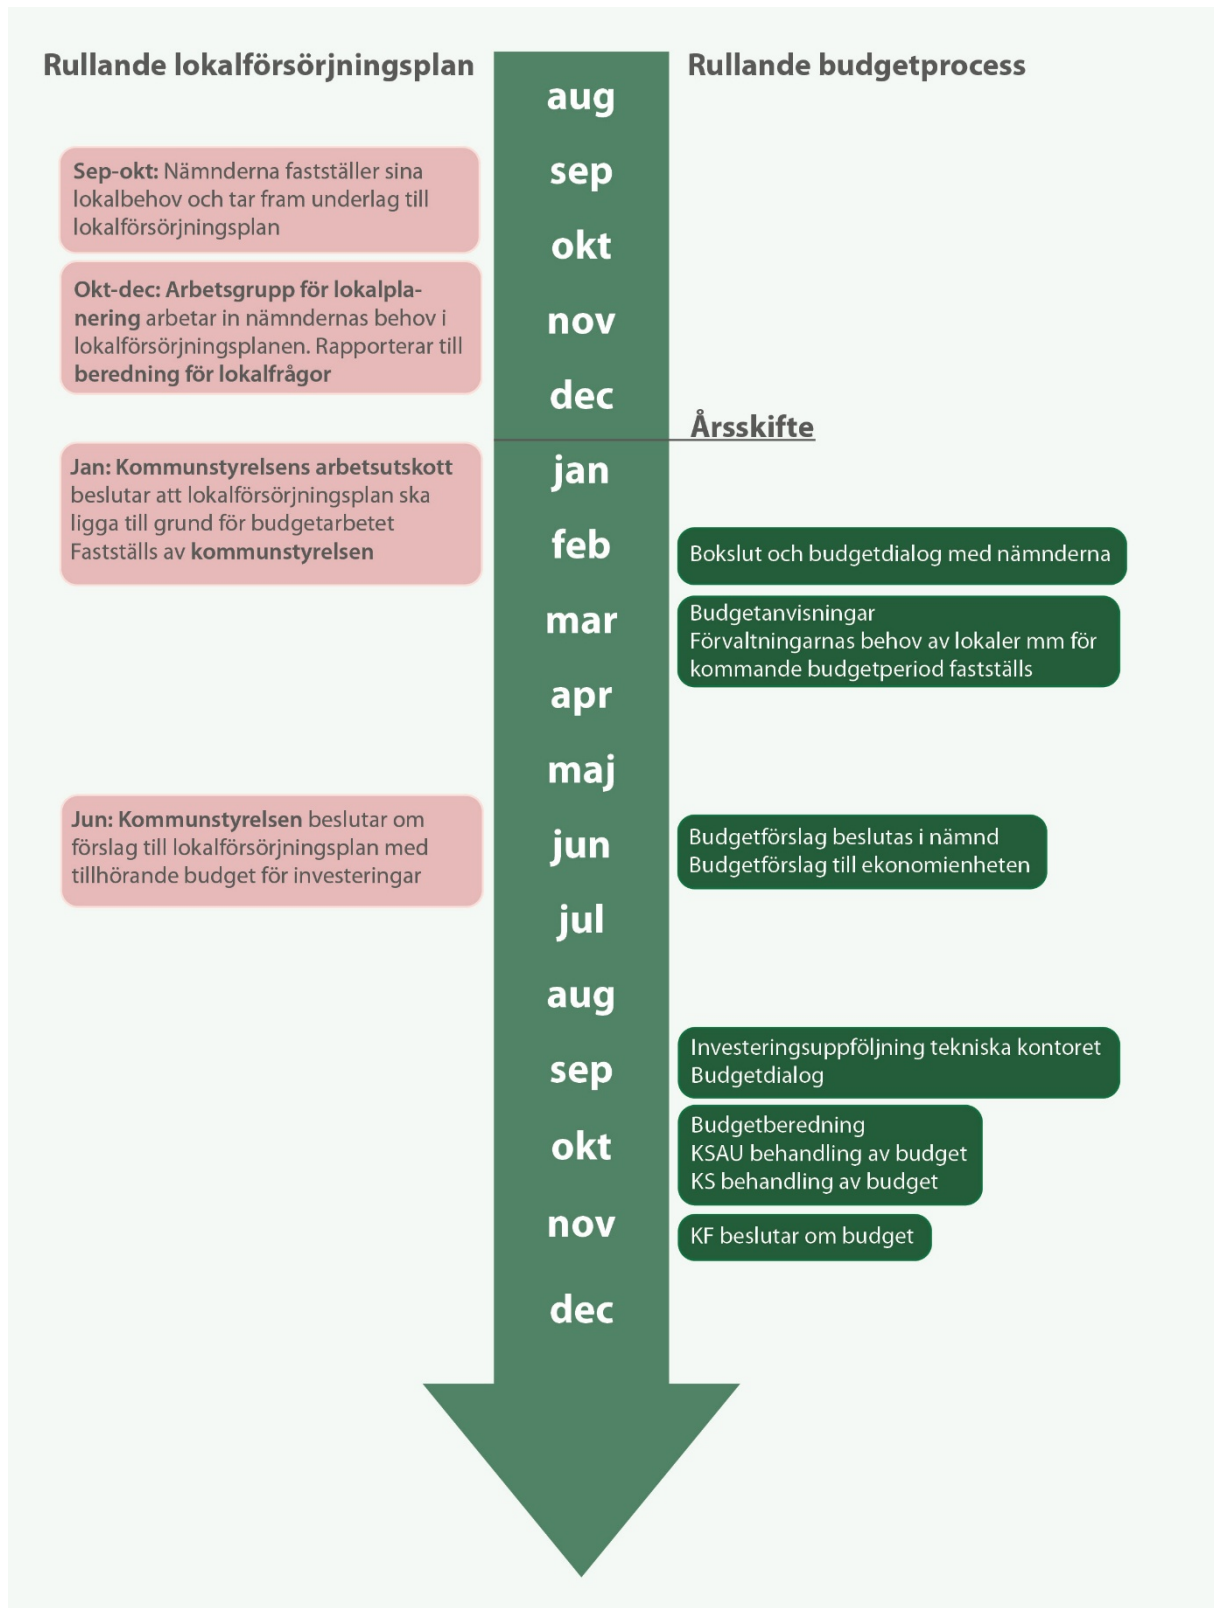 Rullande lokalförsörjningsplan
Rullande budgetprocess
aug
sep
okt
nov
dec
Årsskifte
jan
feb
mar
apr
maj
jun
jul
aug
sep
okt
nov
dec
Sep-okt: Nämnderna fastställer sina
lokalbehov och tar fram underlag till
lokalförsörjningsplan
Okt-dec: Arbetsgrupp för lokalpla-
nering arbetar in nämndernas behov i
lokalförsörjningsplanen. Rapporterar till
beredning för lokalfrågor
Jan: Kommunstyrelsens arbetsutskott
beslutar att lokalförsörjningsplan ska
ligga till grund för budgetarbetet
Fastställs av kommunstyrelsen
Jun: Kommunstyrelsen beslutar om
förslag till lokalförsörjningsplan med
tillhörande budget för investeringar
Bokslut och budgetdialog med nämnderna
Budgetanvisningar
Förvaltningarnas behov av lokaler mm för
kommande budgetperiod fastställs
Budgetförslag beslutas i nämnd
Budgetförslag till ekonomienheten
Investeringsuppföljning tekniska kontoret
Budgetdialog
Budgetberedning
KSAU behandling av budget
KS behandling av budget
KF beslutar om budget